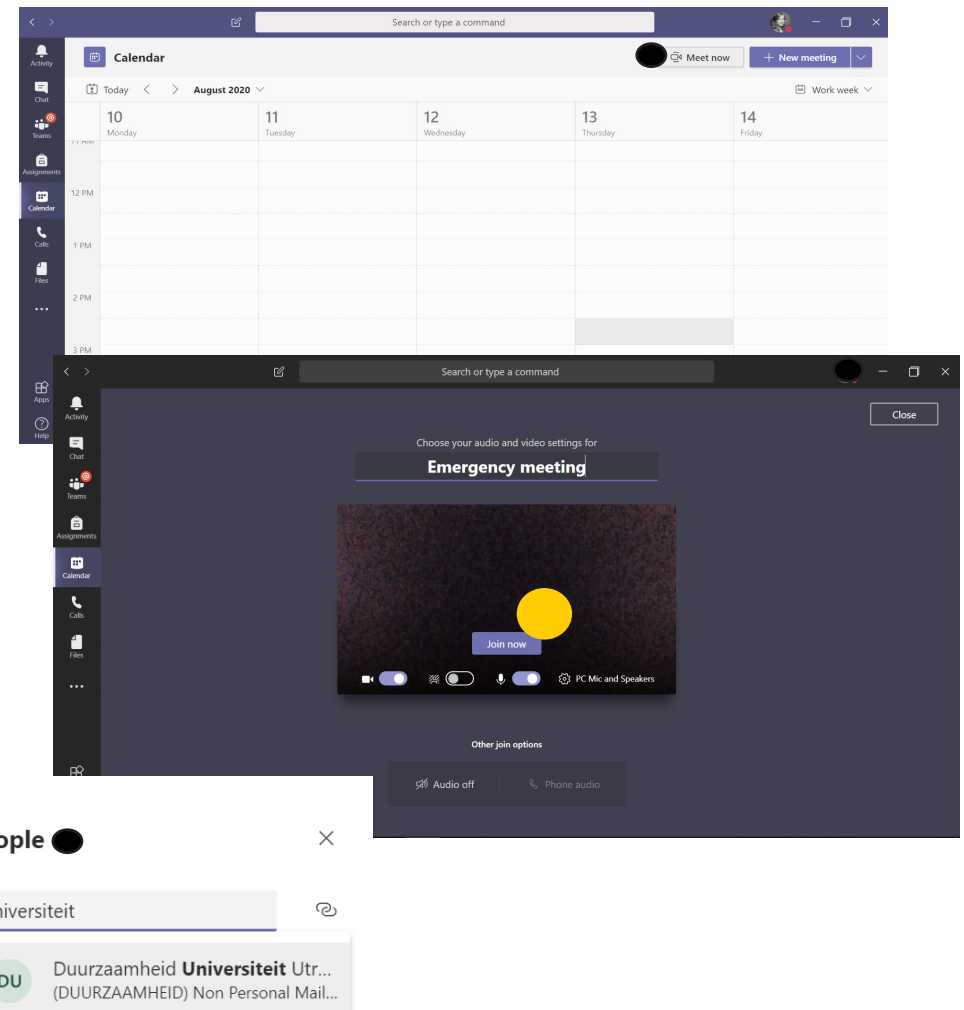 Search or type a command
Activity
Calendar
Meet now
New meeting
Chat
Today
August 2020
Work week
Teams
10
11
12
13
14
Monday
Tuesday
Wednesday
Thursday
Friday
11 AM
Assignments
12 PM
Calendar
Calls
1 PM
Files
2 PM
3 PM
Apps
Help
Search or type a command
Activity
Close
Choose your audio and video settings for
Chat
Emergency meeting
Teams
Assignments
Calendar
Calls
Join now
Files
PC Mic and Speakers
Other join options
Audio off
Phone audio
ople
niversiteit
DU
Duurzaamheid Universiteit Utr...
(DUURZAAMHEID) Non Personal Mail...